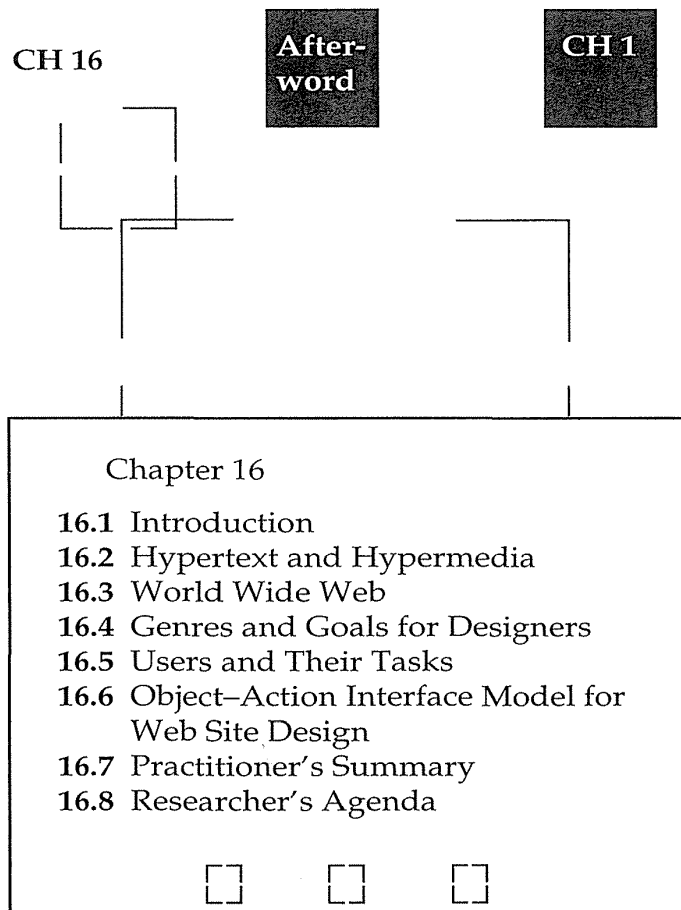 CH 16
After-
word
CH 1
Chapter 16
16.1 Introduction
16.2 Hypertext and Hypermedia
16.3 World Wide Web
16.4 Genres and Goals for Designers
16.5 Users and Their Tasks
16.6 Object–Action Interface Model for
Web Site Design
16.7 Practitioner's Summary
16.8 Researcher's Agenda